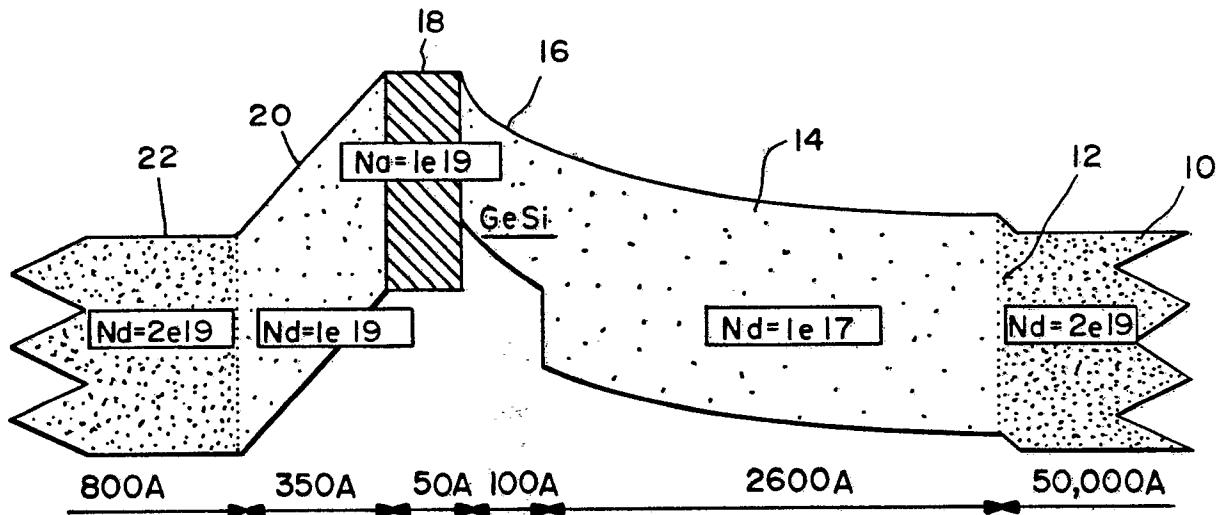 18
16
20
14
22
12
10
Na=1e19
GeSi
Nd=2e19
Nd=1e19
Nd=1e17
Nd=2e19
800A
350A
50A
100A
2600A
50,000A